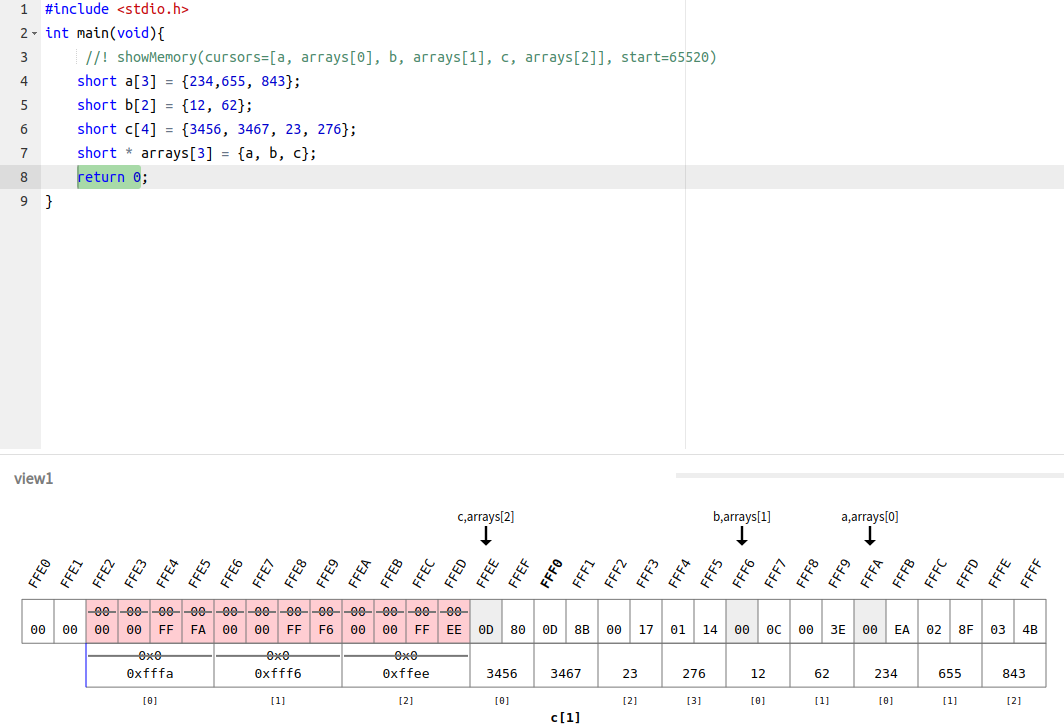 1 #include <stdio.h>
2 int main(void){
3 //! showMemory(cursors=[a, arrays[0], b, arrays[1], c, arrays[2]], start=65520)
4 short a[3] = {234,655, 843};
5 short b[2] = {12, 62};
6 short c[4] = {3456, 3467, 23, 276};
7 short * arrays[3] = {a, b, c};
8 return 0;
9 }
view1
c,arrays[2] b,arrays[1] a,arrays[0]
FFE0 FFE1 FFE2 FFE3 FFE4 FFE5 FFE6 FFE7 FFE8 FFE9 FFEA FFEB FFEC FFED FFEE FFEF FFF0 FFF1 FFF2 FFF3 FFF4 FFF5 FFF6 FFF7 FFF8 FFF9 FFFA FFFB FFFC FFFD FFFE FFFF
00 00 00 00 00 00 00 00 00 00 00 00
00 00 00 00 FF FA 00 00 FF F6 00 00 FF EE 0D 80 0D 8B 00 17 01 14 00 0C 00 3E 00 EA 02 8F 03 4B
0x0 0x0 0x0
0xfffa 0xfff6 0xffee 3456 3467 23 276 12 62 234 655 843
[0] [1] [2] [0] [2] [3] [0] [1] [0] [1] [2]
c[1]